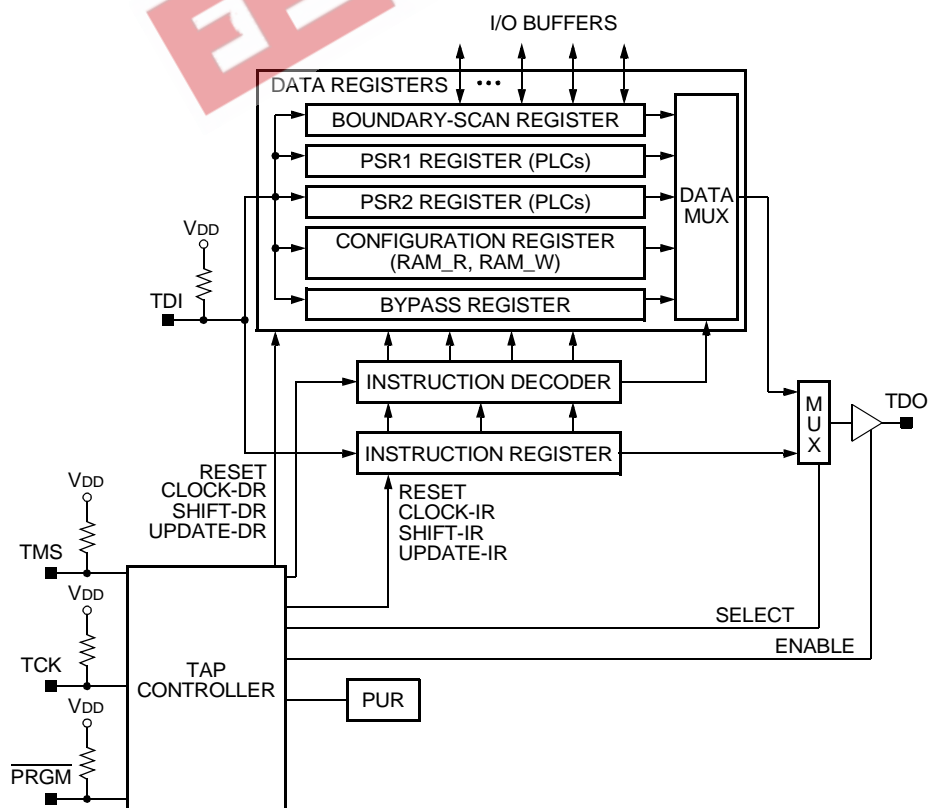 I/O BUFFERS
DATA REGISTERS
BOUNDARY-SCAN REGISTER
PSR1 REGISTER (PLCs)
PSR2 REGISTER (PLCs)
CONFIGURATION REGISTER
(RAM_R, RAM_W)
BYPASS REGISTER
DATA
MUX
VDD
TDI
INSTRUCTION DECODER
INSTRUCTION REGISTER
MUX
TDO
RESET
CLOCK-DR
SHIFT-DR
UPDATE-DR
RESET
CLOCK-IR
SHIFT-IR
UPDATE-IR
VDD
TMS
VDD
TCK
VDD
PRGM
TAP
CONTROLLER
SELECT
ENABLE
PUR